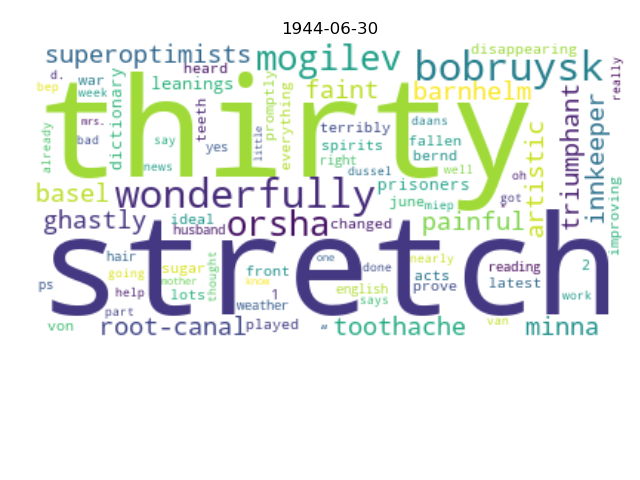 1944-06-30
superoptimists mogilev disappearing
bobruysk really
d. war heard leanings faint barnhelm
bep week
thirty
already mrs. dictionary teeth promptly everything
bad say yes little terribly daans
news spirits fallen
right bernd
dussel well oh
triumphant innkeeper artistic
basel wonderfully prisoners got
june miep improving
ghastly ideal orsha changed painful
husband
stretch
hair sugar thought front one nearly reading 2
going mother know done acts latest
ps help lots 1 english prove work
part weather says
von root-canal played " toothache van minna